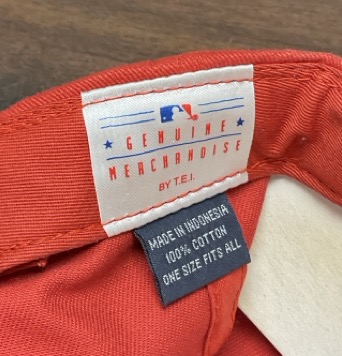 GENUINE
MERCHANDISE
BY T.E.I.
MADE IN INDONESIA
100% COTTON
ONE SIZE FITS ALL